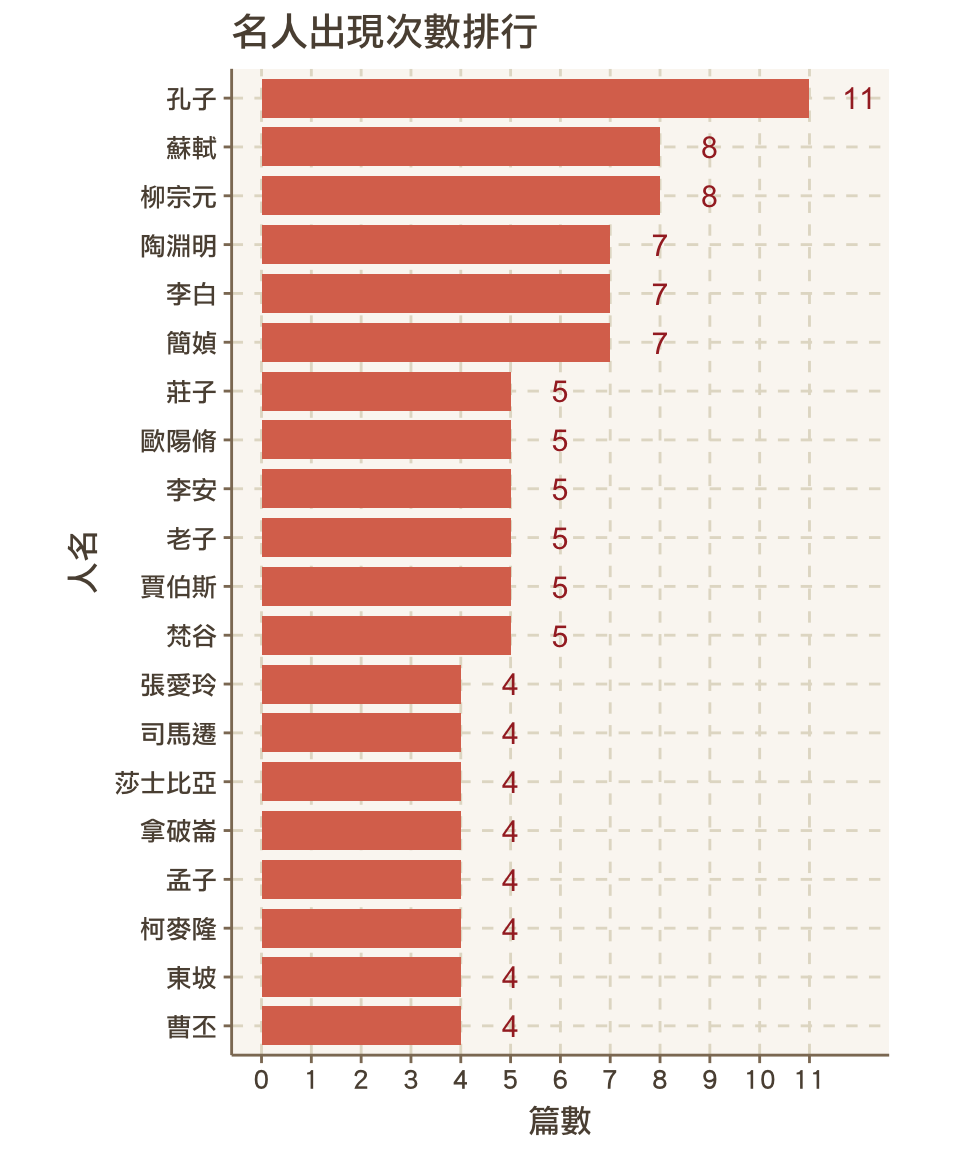 名人出現次數排行
人名
孔子 11
蘇軾 8
柳宗元 8
陶淵明 7
李白 7
簡媜 7
莊子 5
歐陽脩 5
李安 5
老子 5
賈伯斯 5
梵谷 5
張愛玲 4
司馬遷 4
莎士比亞 4
拿破崙 4
孟子 4
柯麥隆 4
東坡 4
曹丕 4
0 1 2 3 4 5 6 7 8 9 10 11
篇數